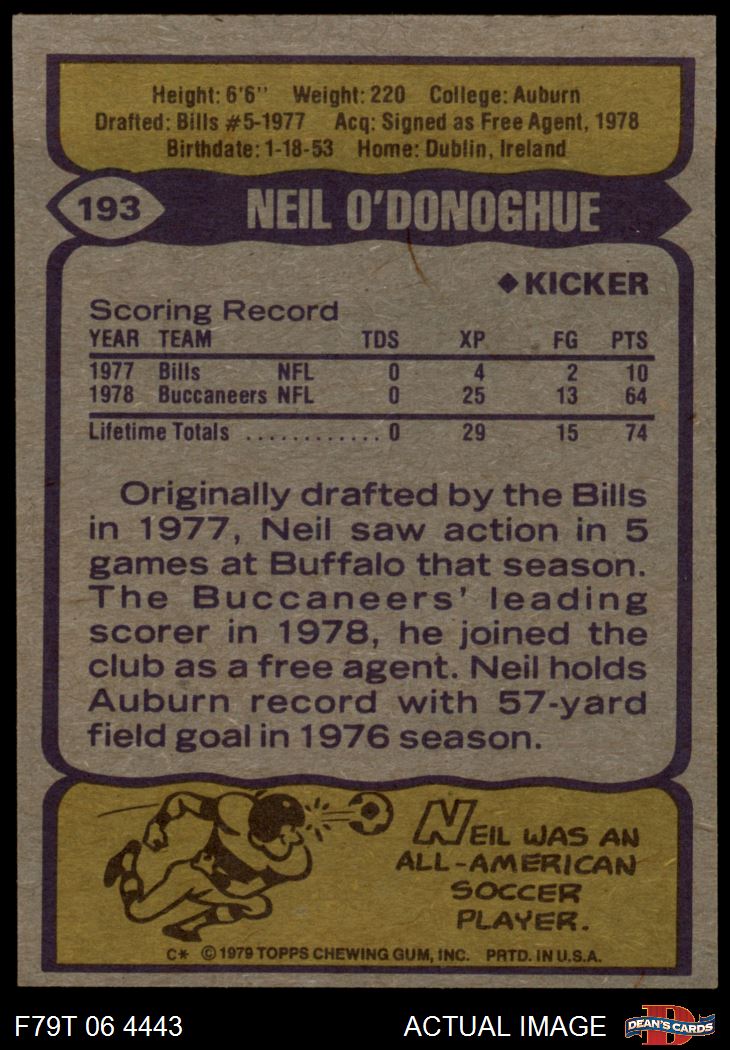 Height: 6'6" Weight: 220 College: Auburn
Drafted: Bills #5-1977 Acq: Signed as Free Agent, 1978
Birthdate: 1-18-53 Home: Dublin, Ireland
193 NEIL O'DONOGHUE
◆KICKER
Scoring Record
YEAR TEAM TDS XP FG PTS
1977 Bills NFL 0 4 2 10
1978 Buccaneers NFL 0 25 13 64
Lifetime Totals ............ 0 29 15 74
Originally drafted by the Bills
in 1977, Neil saw action in 5
games at Buffalo that season.
The Buccaneers' leading
scorer in 1978, he joined the
club as a free agent. Neil holds
Auburn record with 57-yard
field goal in 1976 season.
NEIL WAS AN
ALL-AMERICAN
SOCCER
PLAYER.
C* ©1979 TOPPS CHEWING GUM, INC. PRTD. IN U.S.A.
F79T 06 4443 ACTUAL IMAGE D DEAN'S CARDS